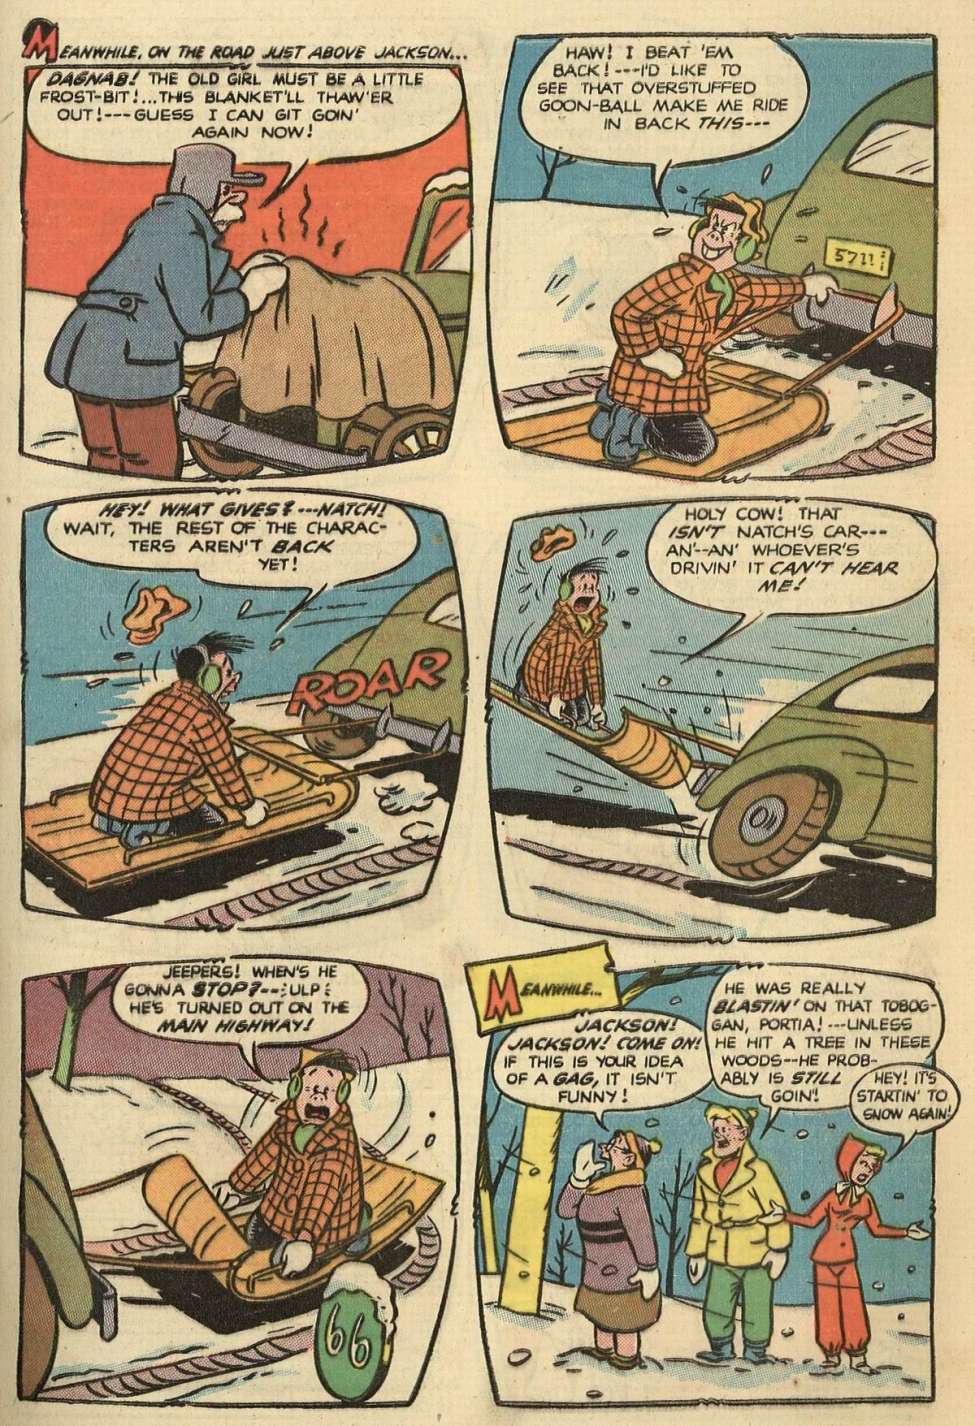 MEANWHILE, ON THE ROAD JUST ABOVE JACKSON...
DAGNAB! THE OLD GIRL MUST BE A LITTLE
FROST-BIT!...THIS BLANKET'LL THAW'ER
OUT!---GUESS I CAN GIT GOIN'
AGAIN NOW!
HAW! I BEAT 'EM
BACK!---I'D LIKE TO
SEE THAT OVERSTUFFED
GOON-BALL MAKE ME RIDE
IN BACK THIS---
5711
HEY! WHAT GIVES?---NATCH!
WAIT, THE REST OF THE CHARAC-
TERS AREN'T BACK
YET!
ROAR
HOLY COW! THAT
ISN'T NATCH'S CAR---
AN'--AN' WHOEVER'S
DRIVIN' IT CAN'T HEAR
ME!
JEEPERS! WHEN'S HE
GONNA STOP?--:ULP:
HE'S TURNED OUT ON THE
MAIN HIGHWAY!
66
MEANWHILE...
JACKSON!
JACKSON! COME ON!
IF THIS IS YOUR IDEA
OF A GAG, IT ISN'T
FUNNY!
HE WAS REALLY
BLASTIN' ON THAT TOBOG-
GAN, PORTIA!---UNLESS
HE HIT A TREE IN THESE
WOODS--HE PROB-
ABLY IS STILL
GOIN'!
HEY! IT'S
STARTIN' TO
SNOW AGAIN!